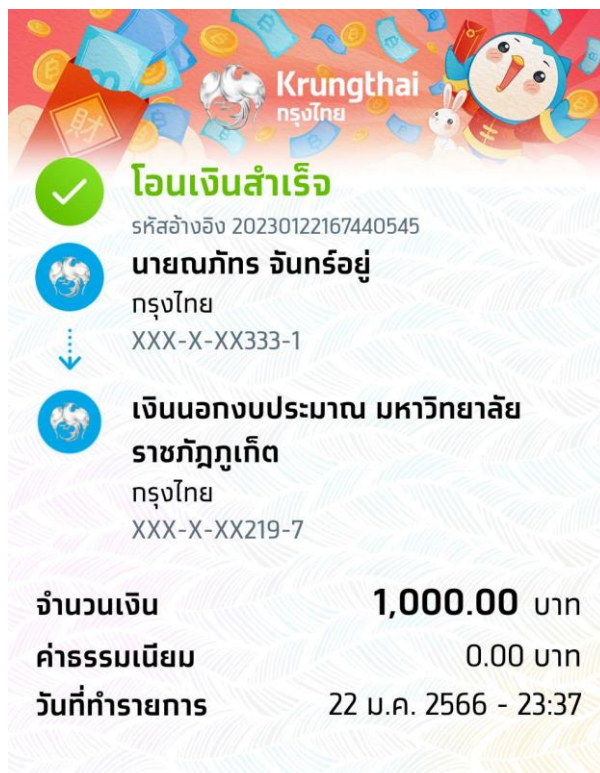 財
Krungthai
กรุงไทย
โอนเงินสำเร็จ
รหัสอ้างอิง 20230122167440545
นายณภัทร จันทร์อยู่
กรุงไทย
XXX-X-XX333-1
เงินนอกงบประมาณ มหาวิทยาลัย
ราชภัฏภูเก็ต
กรุงไทย
XXX-X-XX219-7
จำนวนเงิน 1,000.00 บาท
ค่าธรรมเนียม 0.00 บาท
วันที่ทำรายการ 22 ม.ค. 2566 - 23:37